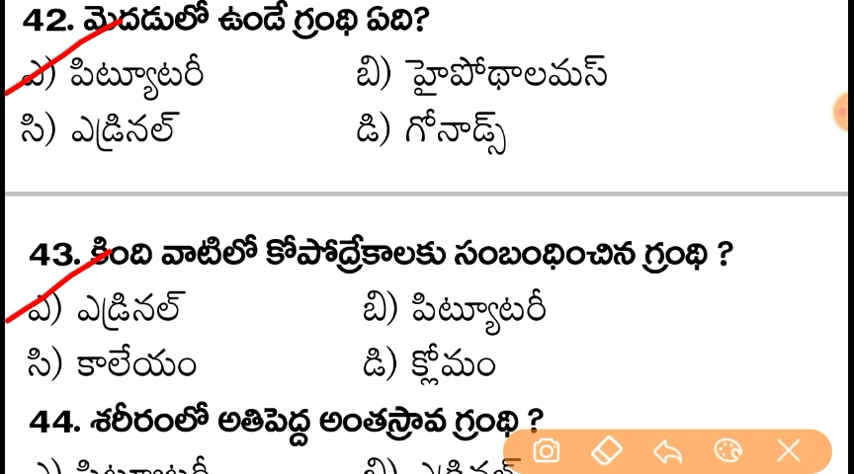 42. మెదడులో ఉండే గ్రంథి ఏది?
ఎ) పిట్యూటరీ బి) హైపోథాలమస్
సి) ఎడ్రినల్ డి) గోనాడ్స్
43. కింది వాటిలో కోపోద్రేకాలకు సంబంధించిన గ్రంథి ?
ఎ) ఎడ్రినల్ బి) పిట్యూటరీ
సి) కాలేయం డి) క్లోమం
44. శరీరంలో అతిపెద్ద అంతస్రావ గ్రంథి ?